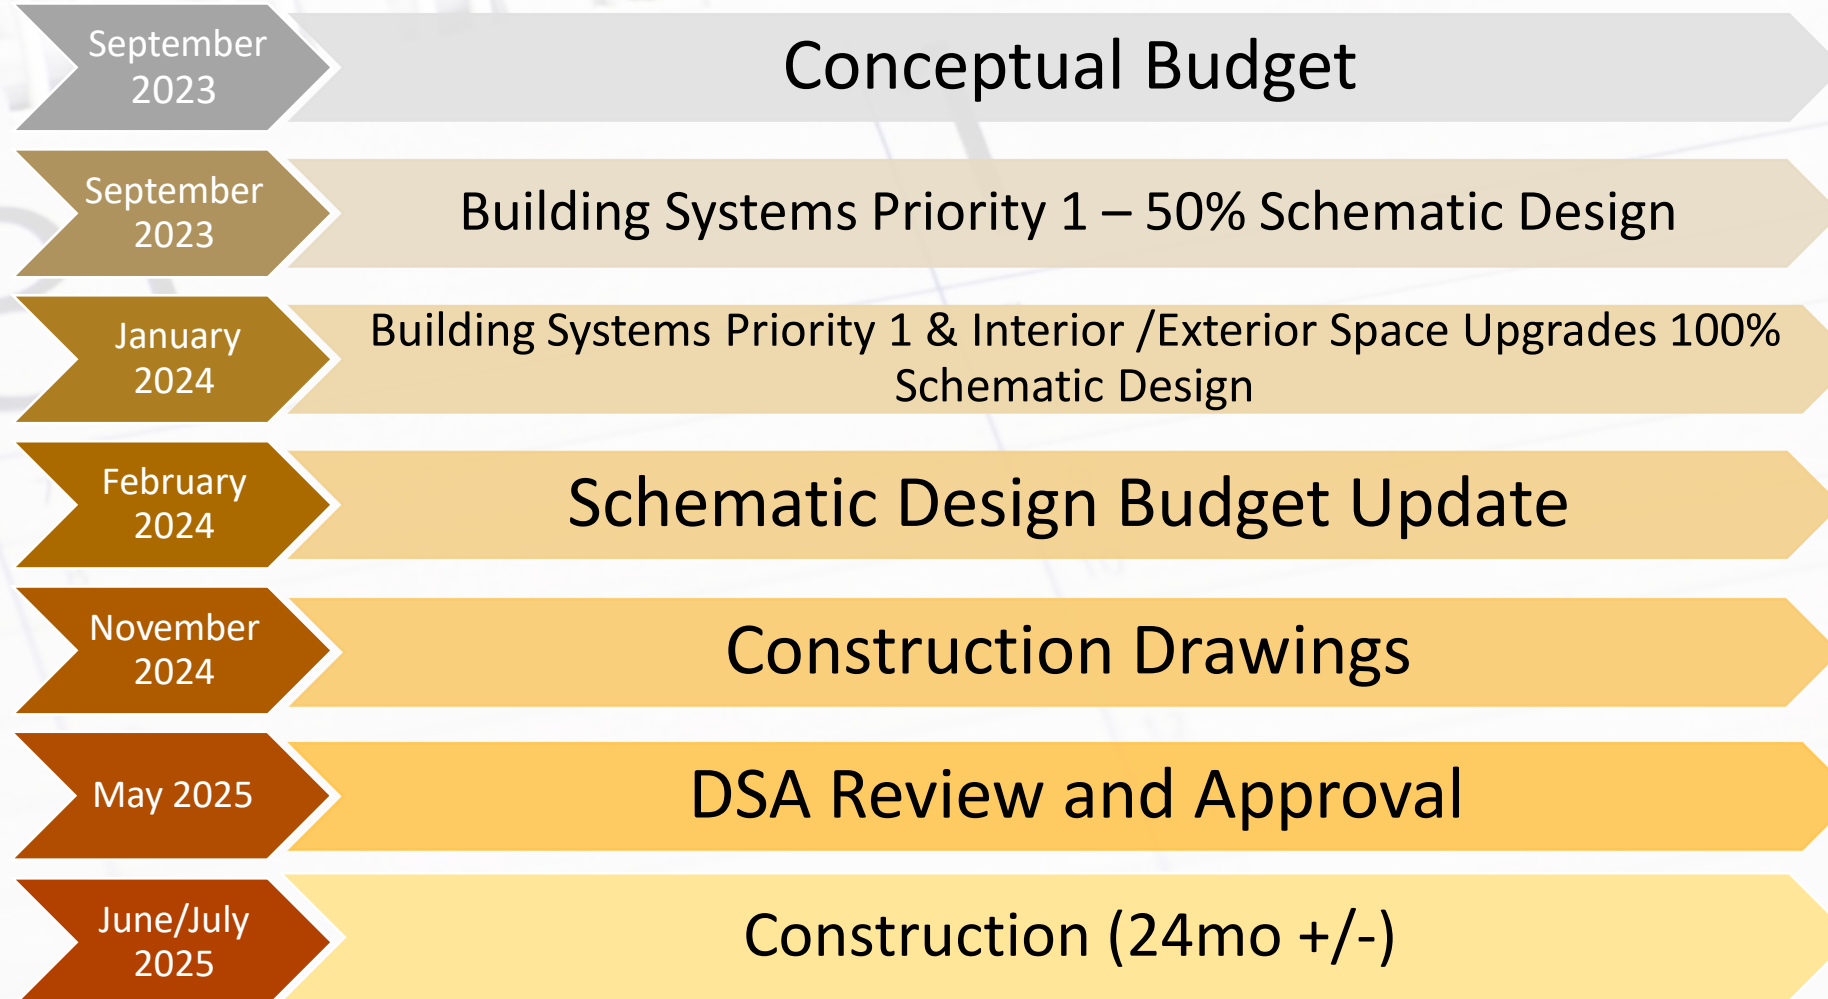 September
2023
Conceptual Budget
September
2023
Building Systems Priority 1 – 50% Schematic Design
January
2024
Building Systems Priority 1 & Interior /Exterior Space Upgrades 100%
Schematic Design
February
2024
Schematic Design Budget Update
November
2024
Construction Drawings
May 2025
DSA Review and Approval
June/July
2025
Construction (24mo +/-)